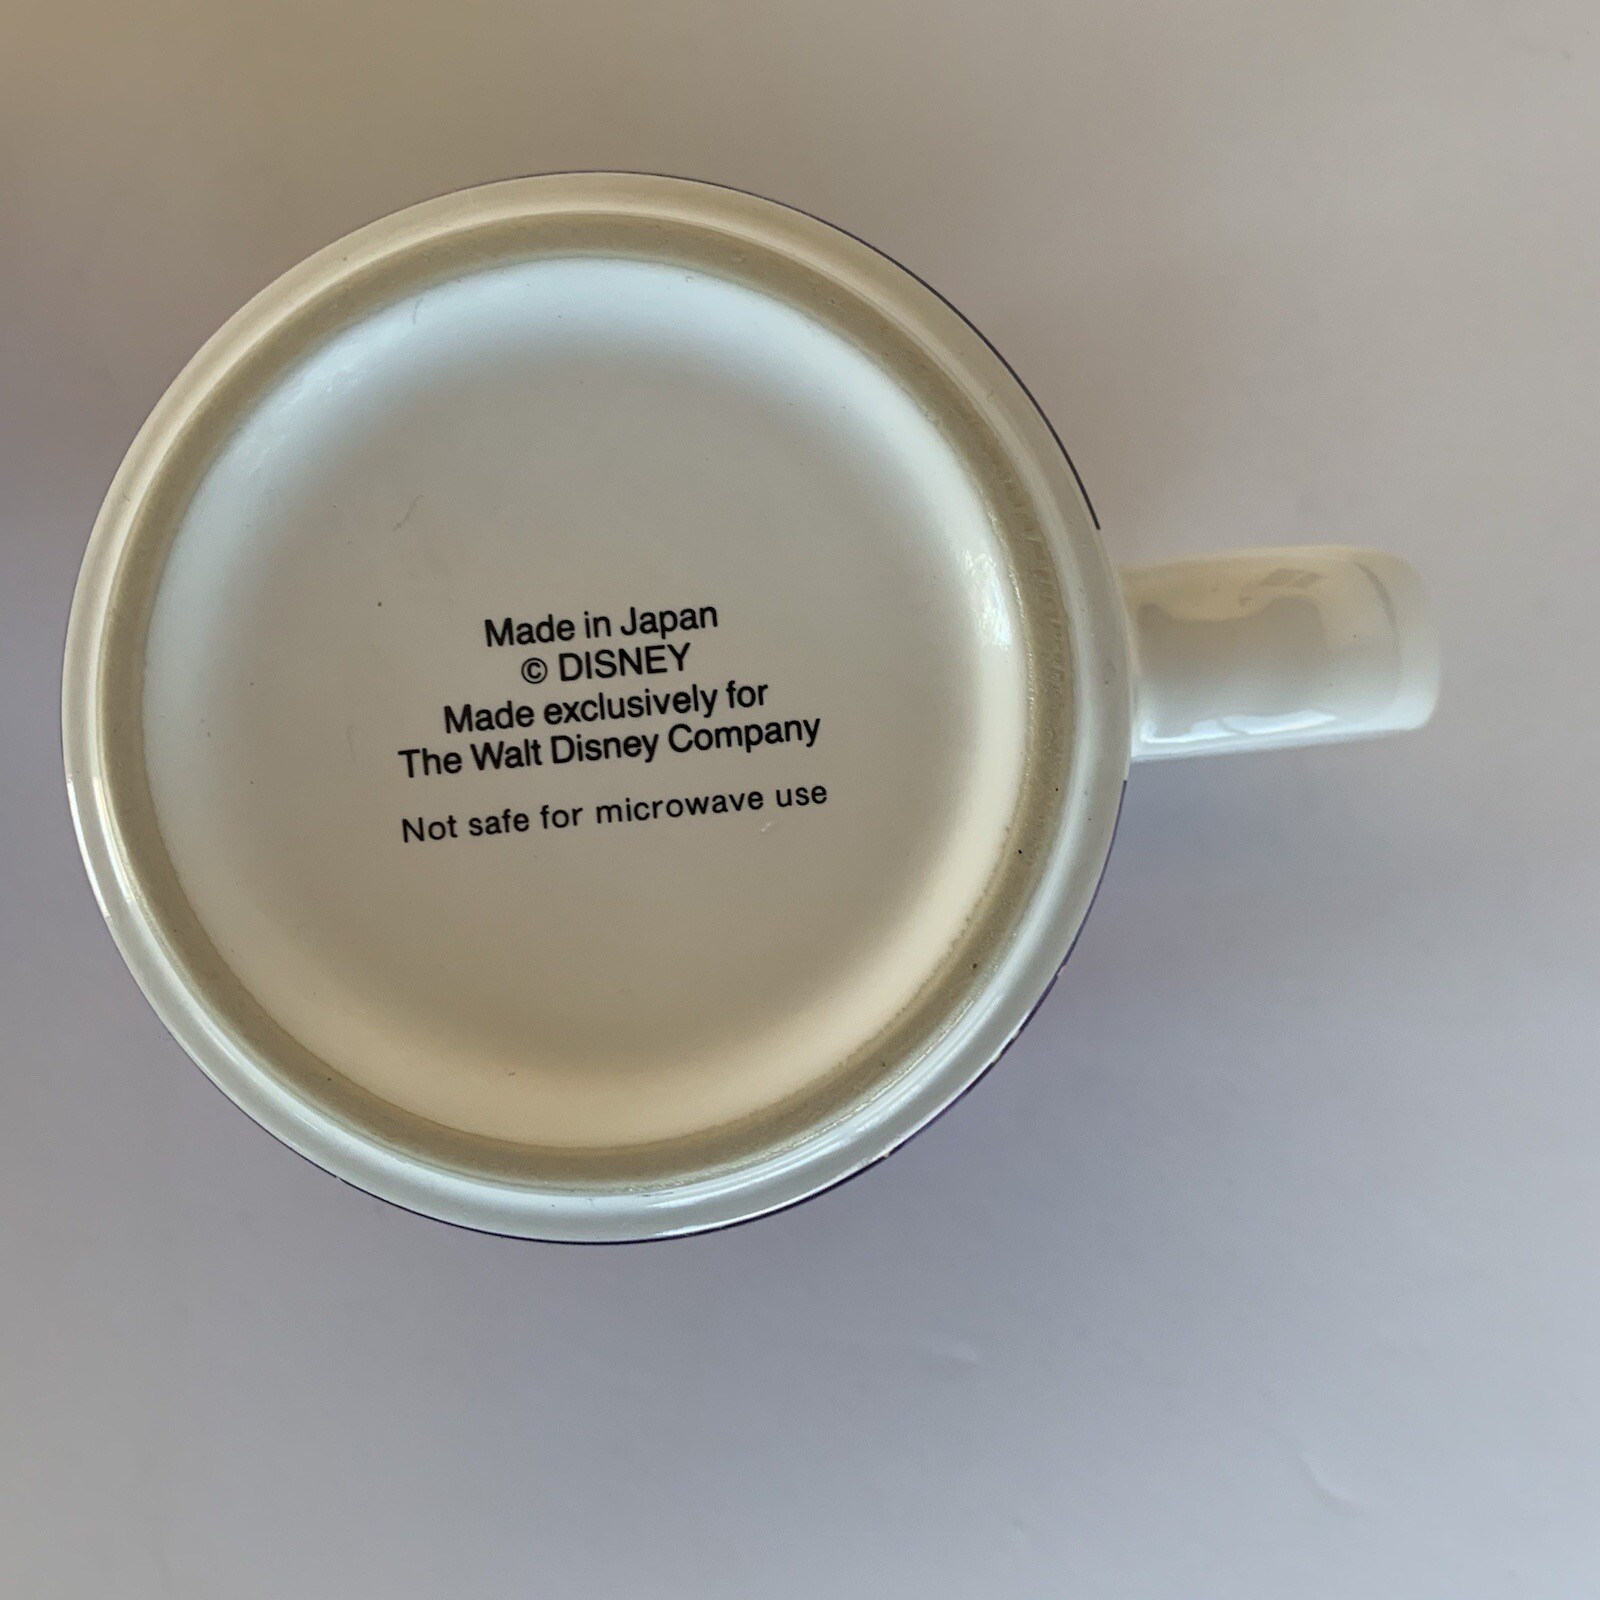 Made in Japan
© DISNEY
Made exclusively for
The Walt Disney Company
Not safe for microwave use